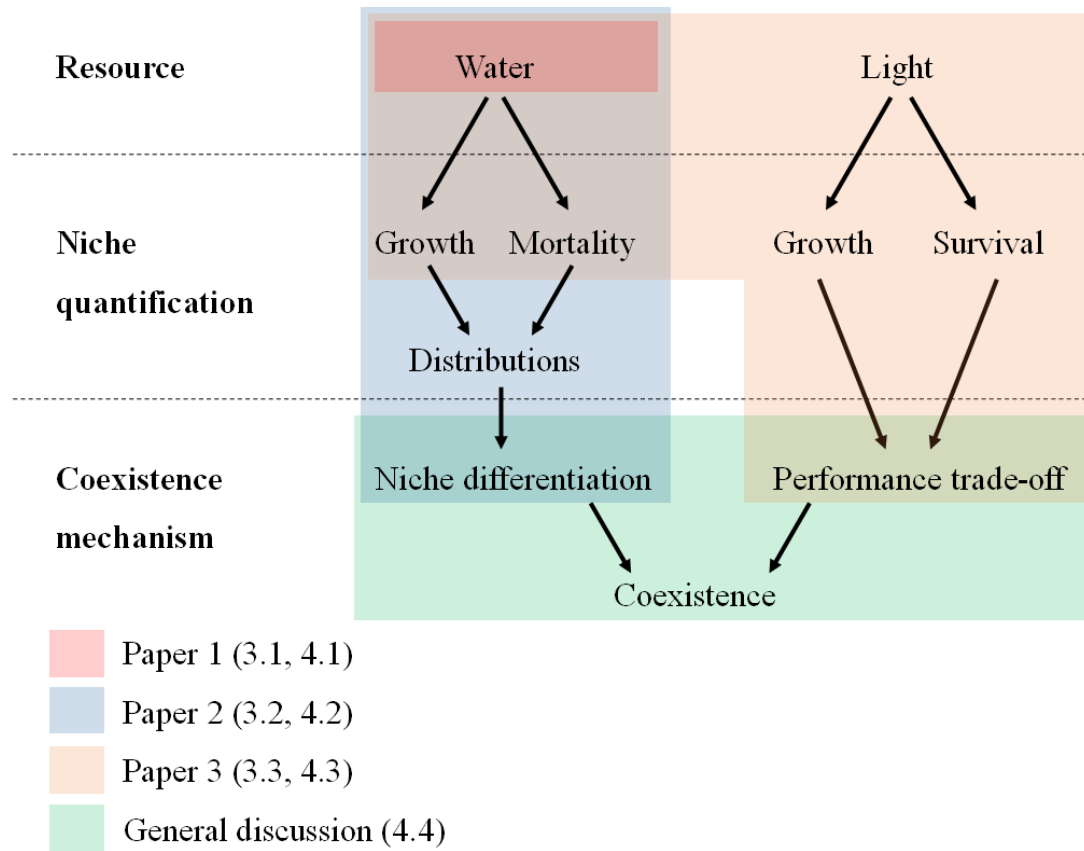 Resource
Water
Light
Niche
quantification
Growth
Mortality
Growth
Survival
Distributions
Coexistence
mechanism
Niche differentiation
Performance trade-off
Coexistence
Paper 1 (3.1, 4.1)
Paper 2 (3.2, 4.2)
Paper 3 (3.3, 4.3)
General discussion (4.4)